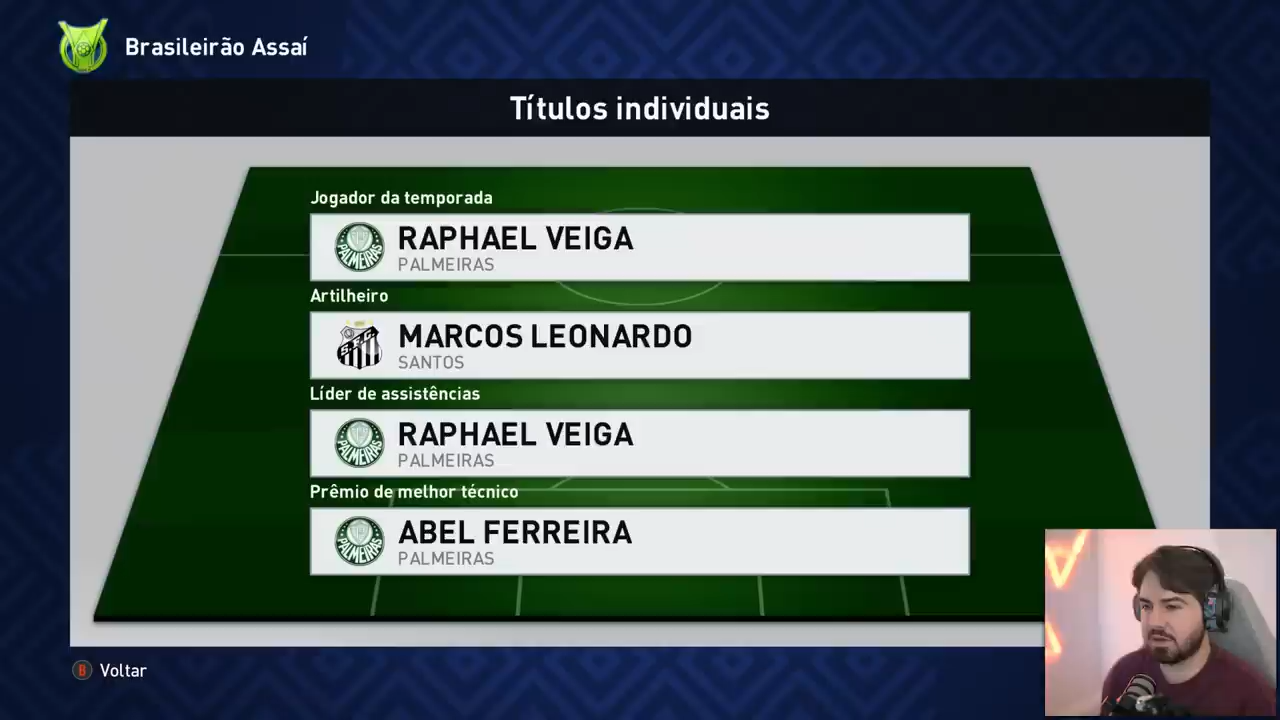 Brasileirão Assaí
Títulos individuais
Jogador da temporada
RAPHAEL VEIGA
PALMEIRAS
Artilheiro
MARCOS LEONARDO
SANTOS
Líder de assistências
RAPHAEL VEIGA
PALMEIRAS
Prêmio de melhor técnico
ABEL FERREIRA
PALMEIRAS
B Voltar